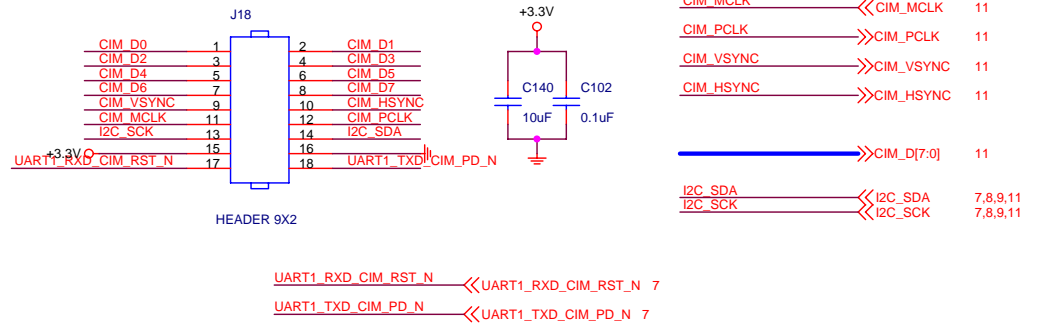 J18
+3.3V
CIM_MCLK CIM_MCLK 11
CIM_PCLK CIM_PCLK 11
CIM_VSYNC CIM_VSYNC 11
CIM_HSYNC CIM_HSYNC 11
CIM_D0 1 2 CIM_D1
CIM_D2 3 4 CIM_D3
CIM_D4 5 6 CIM_D5
CIM_D6 7 8 CIM_D7
CIM_VSYNC 9 10 CIM_HSYNC
CIM_MCLK 11 12 CIM_PCLK
I2C_SCK 13 14 I2C_SDA
+3.3V 15 16
UART1_RXD_CIM_RST_N 17 18 UART1_TXD_CIM_PD_N
HEADER 9X2
C140 C102
10uF 0.1uF
CIM_D[7:0] 11
I2C_SDA I2C_SDA 7,8,9,11
I2C_SCK I2C_SCK 7,8,9,11
UART1_RXD_CIM_RST_N UART1_RXD_CIM_RST_N 7
UART1_TXD_CIM_PD_N UART1_TXD_CIM_PD_N 7